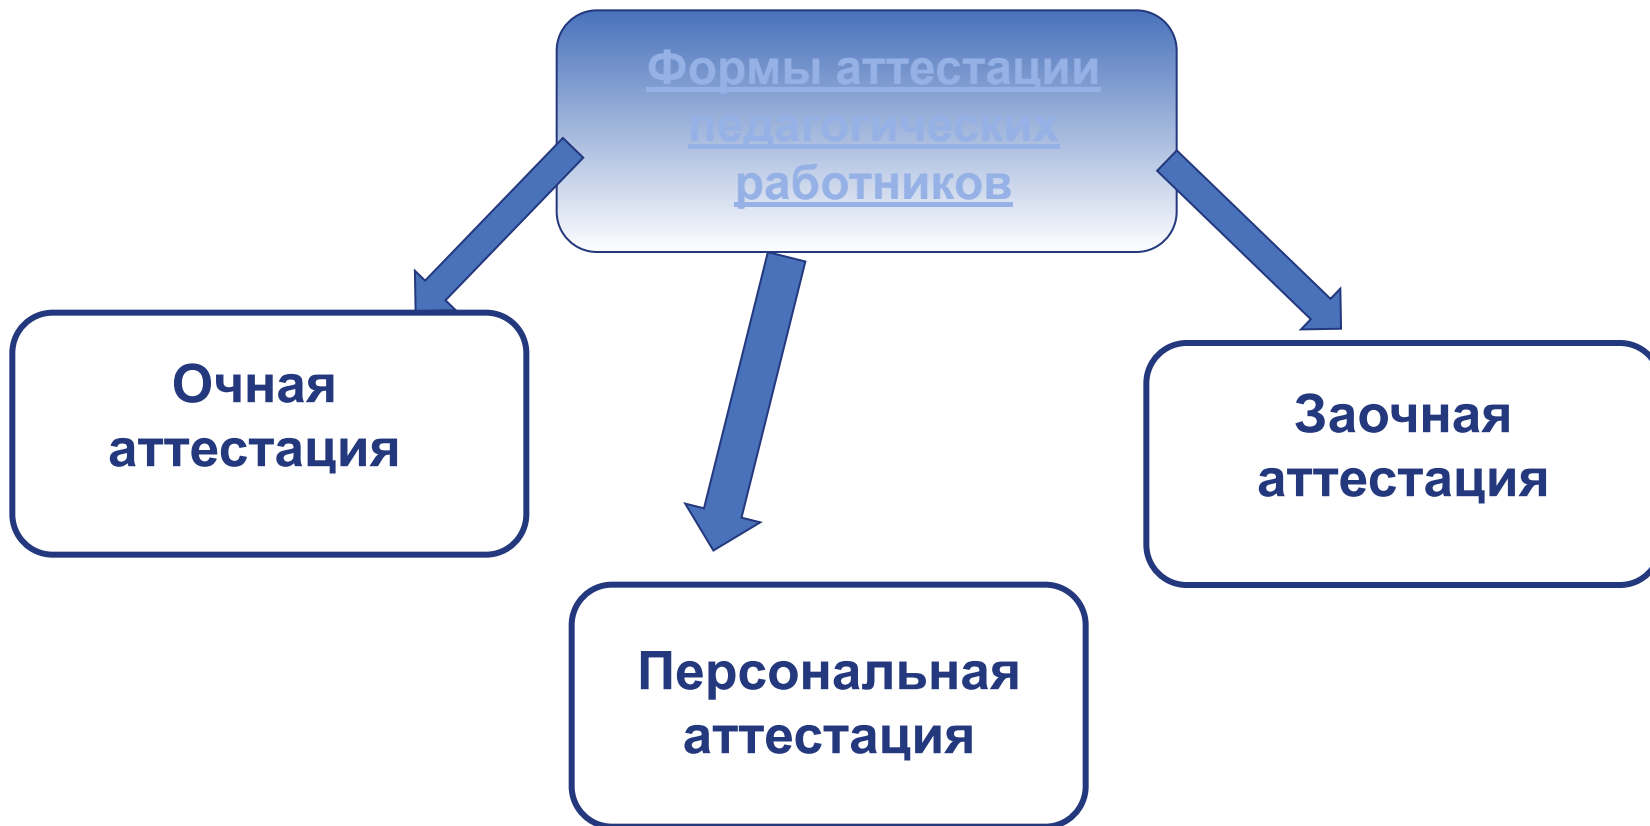 Формы аттестации
педагогических
работников
Очная
аттестация
Заочная
аттестация
Персональная
аттестация